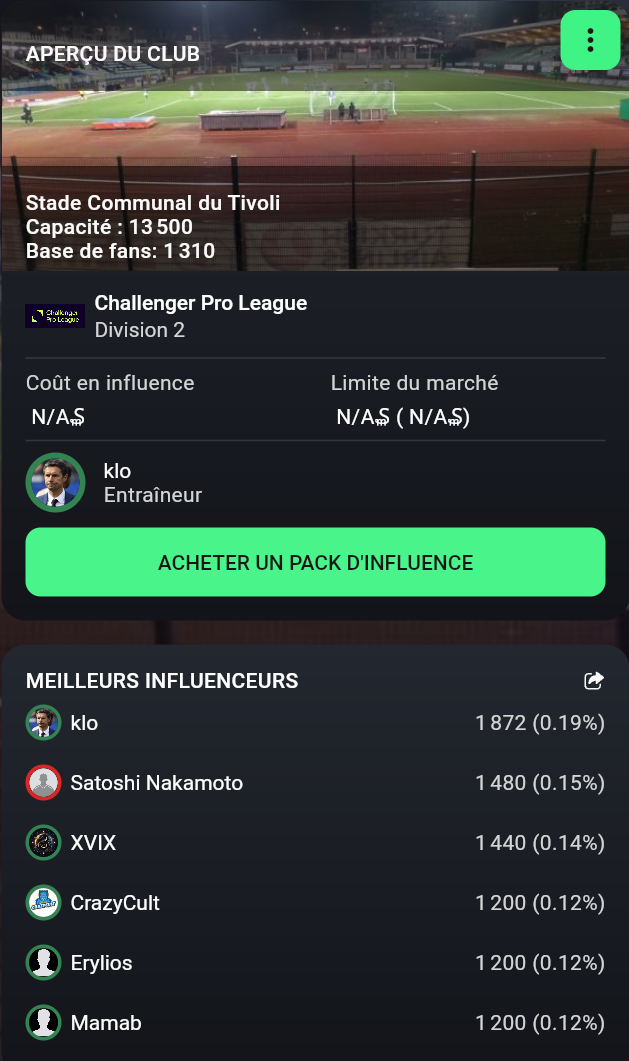 APERÇU DU CLUB
Stade Communal du Tivoli
Capacité : 13 500
Base de fans: 1 310
Challenger Pro League
Challenger Pro League
Division 2
Coût en influence
Limite du marché
N/A
N/A ( N/A)
klo
Entraîneur
ACHETER UN PACK D'INFLUENCE
MEILLEURS INFLUENCEURS
klo 1 872 (0.19%)
Satoshi Nakamoto 1 480 (0.15%)
XVIX 1 440 (0.14%)
CrazyCult 1 200 (0.12%)
Erylios 1 200 (0.12%)
Mamab 1 200 (0.12%)